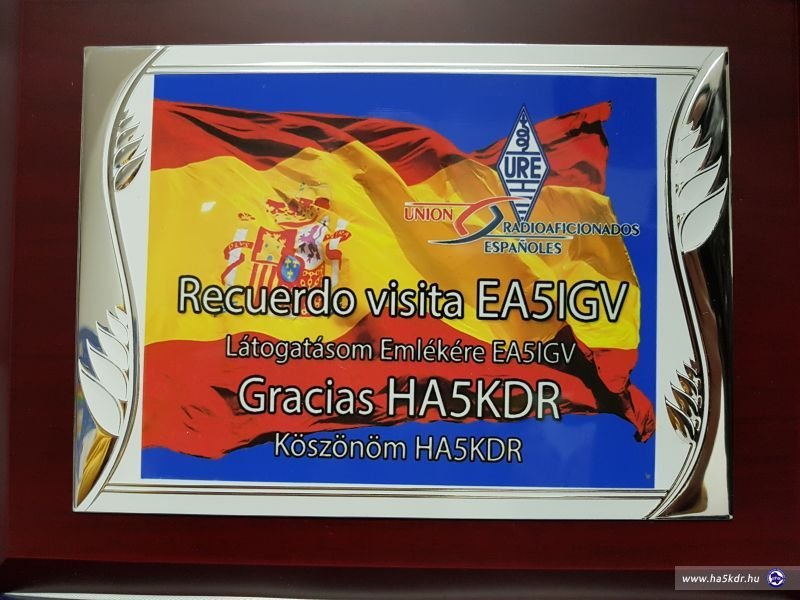 URE
UNION RADIOAFICIONADOS
ESPAÑOLES
Recuerdo visita EA5IGV
Látogatásom Emlékére EA5IGV
Gracias HA5KDR
Köszönöm HA5KDR
www.ha5kdr.hu